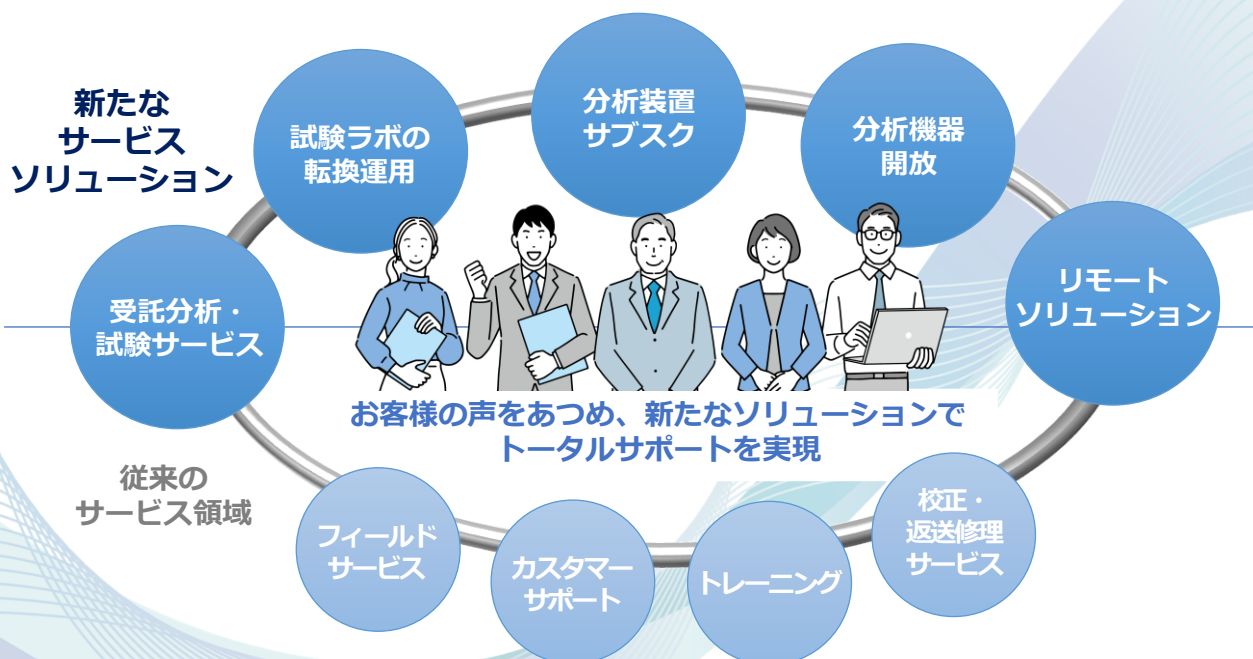 新たな
サービス
ソリューション
試験ラボの
転換運用
分析装置
サブスク
分析機器
開放
受託分析・
試験サービス
リモート
ソリューション
お客様の声をあつめ、新たなソリューションで
トータルサポートを実現
従来の
サービス領域
フィールド
サービス
カスタマー
サポート
トレーニング
校正・
返送修理
サービス